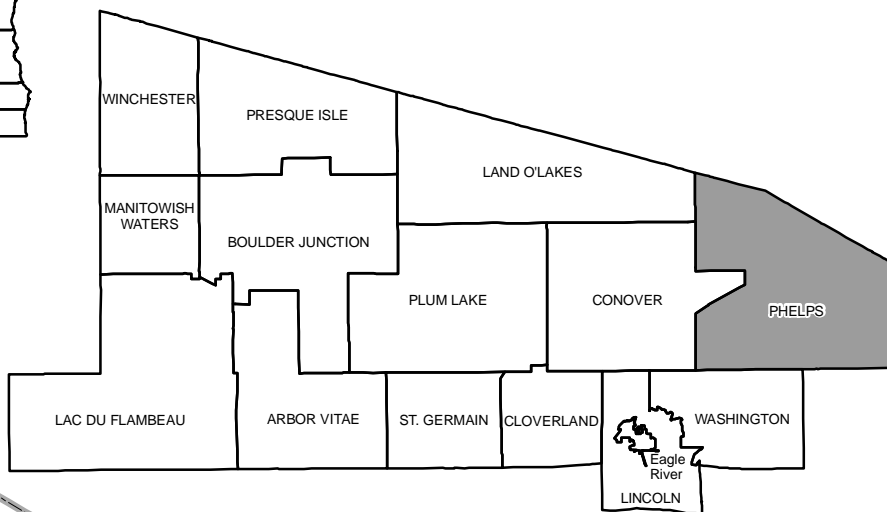 WINCHESTER
PRESQUE ISLE
LAND O'LAKES
MANITOWISH
WATERS
BOULDER JUNCTION
PLUM LAKE
CONOVER
PHELPS
LAC DU FLAMBEAU
ARBOR VITAE
ST. GERMAIN
CLOVERLAND
WASHINGTON
Eagle
River
LINCOLN